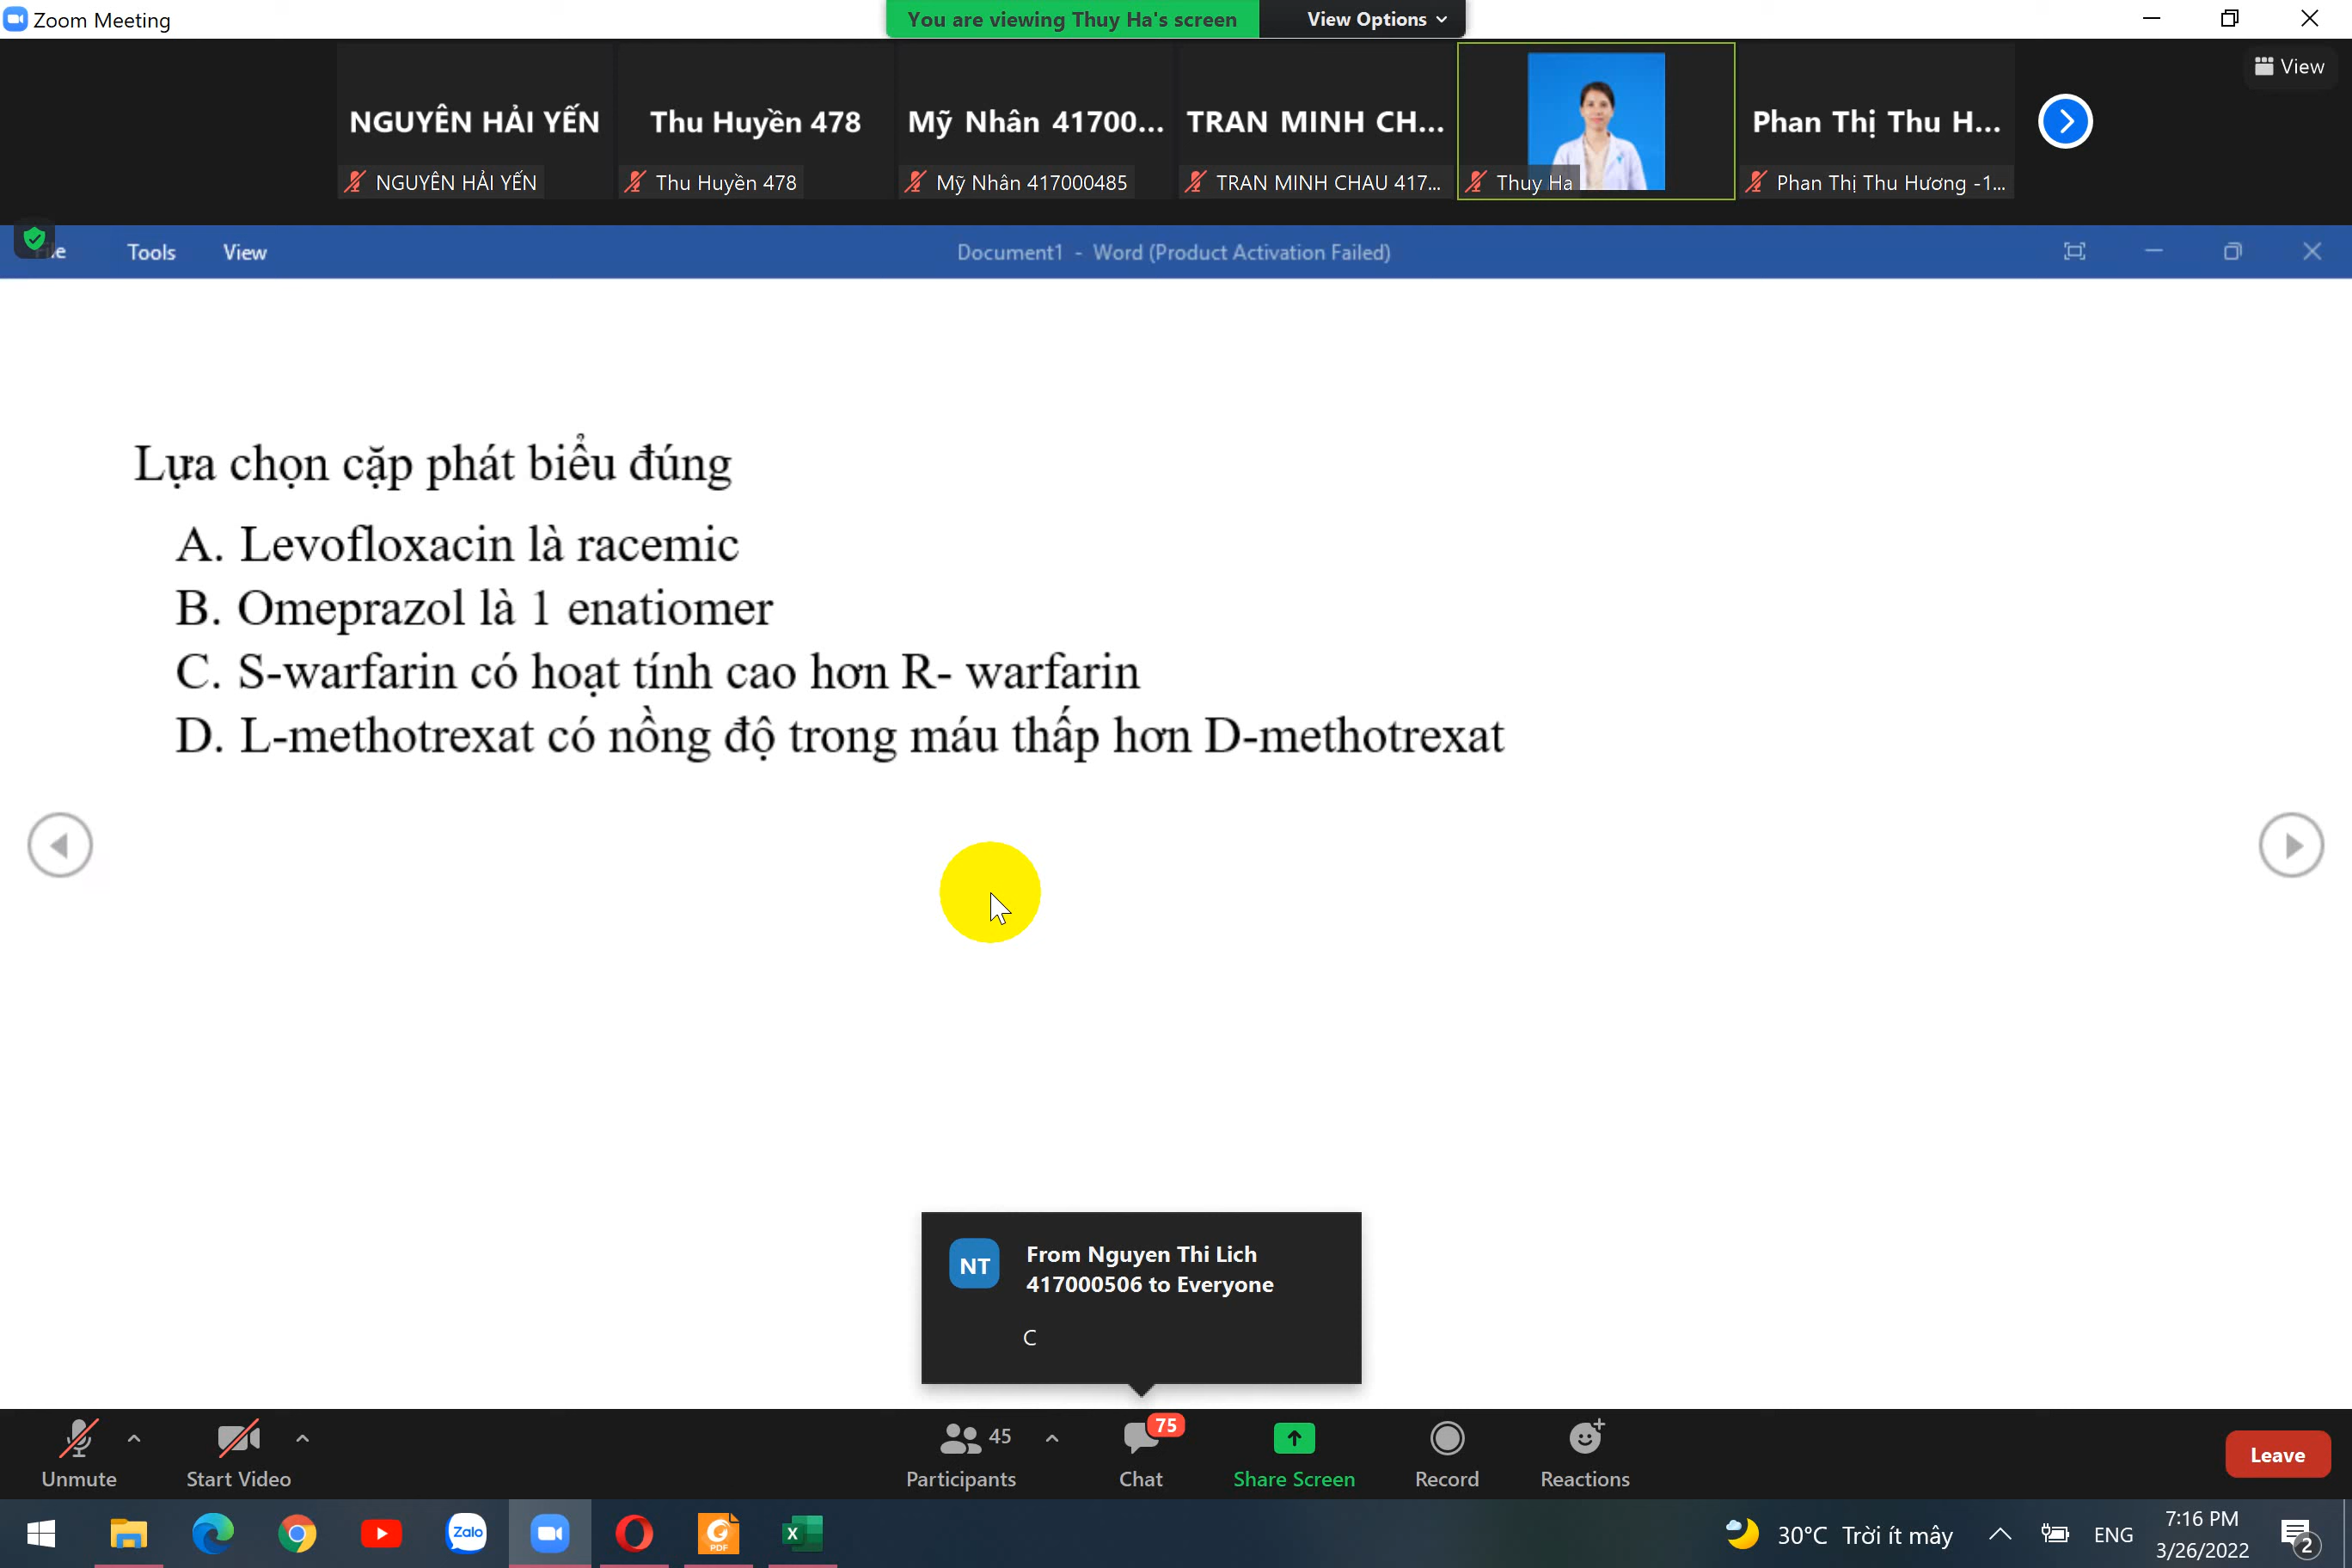 Zoom Meeting
You are viewing Thuy Ha's screen
View Options
View
NGUYÊN HẢI YẾN
Thu Huyền 478
Mỹ Nhân 41700...
TRAN MINH CH...
Phan Thị Thu H...
NGUYÊN HẢI YẾN
Thu Huyền 478
Mỹ Nhân 417000485
TRAN MINH CHAU 417...
Thuy Ha
Phan Thị Thu Hương -1...
Tools
View
Document1 - Word (Product Activation Failed)
Lựa chọn cặp phát biểu đúng
A. Levofloxacin là racemic
B. Omeprazol là 1 enatiomer
C. S-warfarin có hoạt tính cao hơn R- warfarin
D. L-methotrexat có nồng độ trong máu thấp hơn D-methotrexat
NT
From Nguyen Thi Lich
417000506 to Everyone
C
Unmute
Start Video
45
Participants
75
Chat
Share Screen
Record
Reactions
Leave
Zalo
PDF
X
30°C Trời ít mây
ENG
7:16 PM
3/26/2022
2